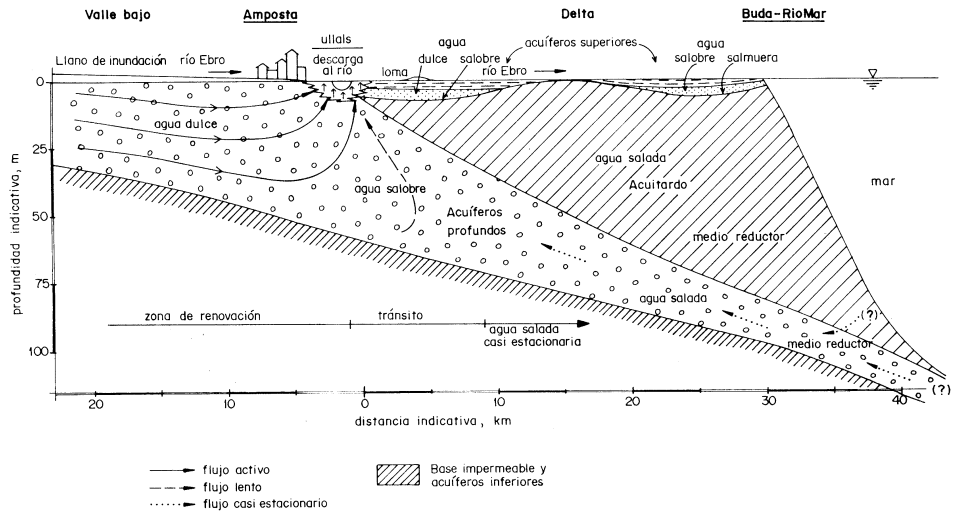 Valle bajo
Amposta
Delta
Buda-RioMar
ullals
descarga
al río
agua
dulce salobre
acuíferos superiores
agua
salobre salmuera
Llano de inundación río Ebro
loma
río Ebro
0
25
50
75
100
profundidad indicativa, m
agua dulce
agua salobre
Acuíferos
profundos
agua salada
Acuitardo
medio reductor
mar
agua salada
medio reductor
(?)
(?)
zona de renovación
tránsito
agua salada
casi estacionaria
20 10 0 10 20 30 40
distancia indicativa, km
flujo activo
flujo lento
flujo casi estacionario
Base impermeable y
acuíferos inferiores